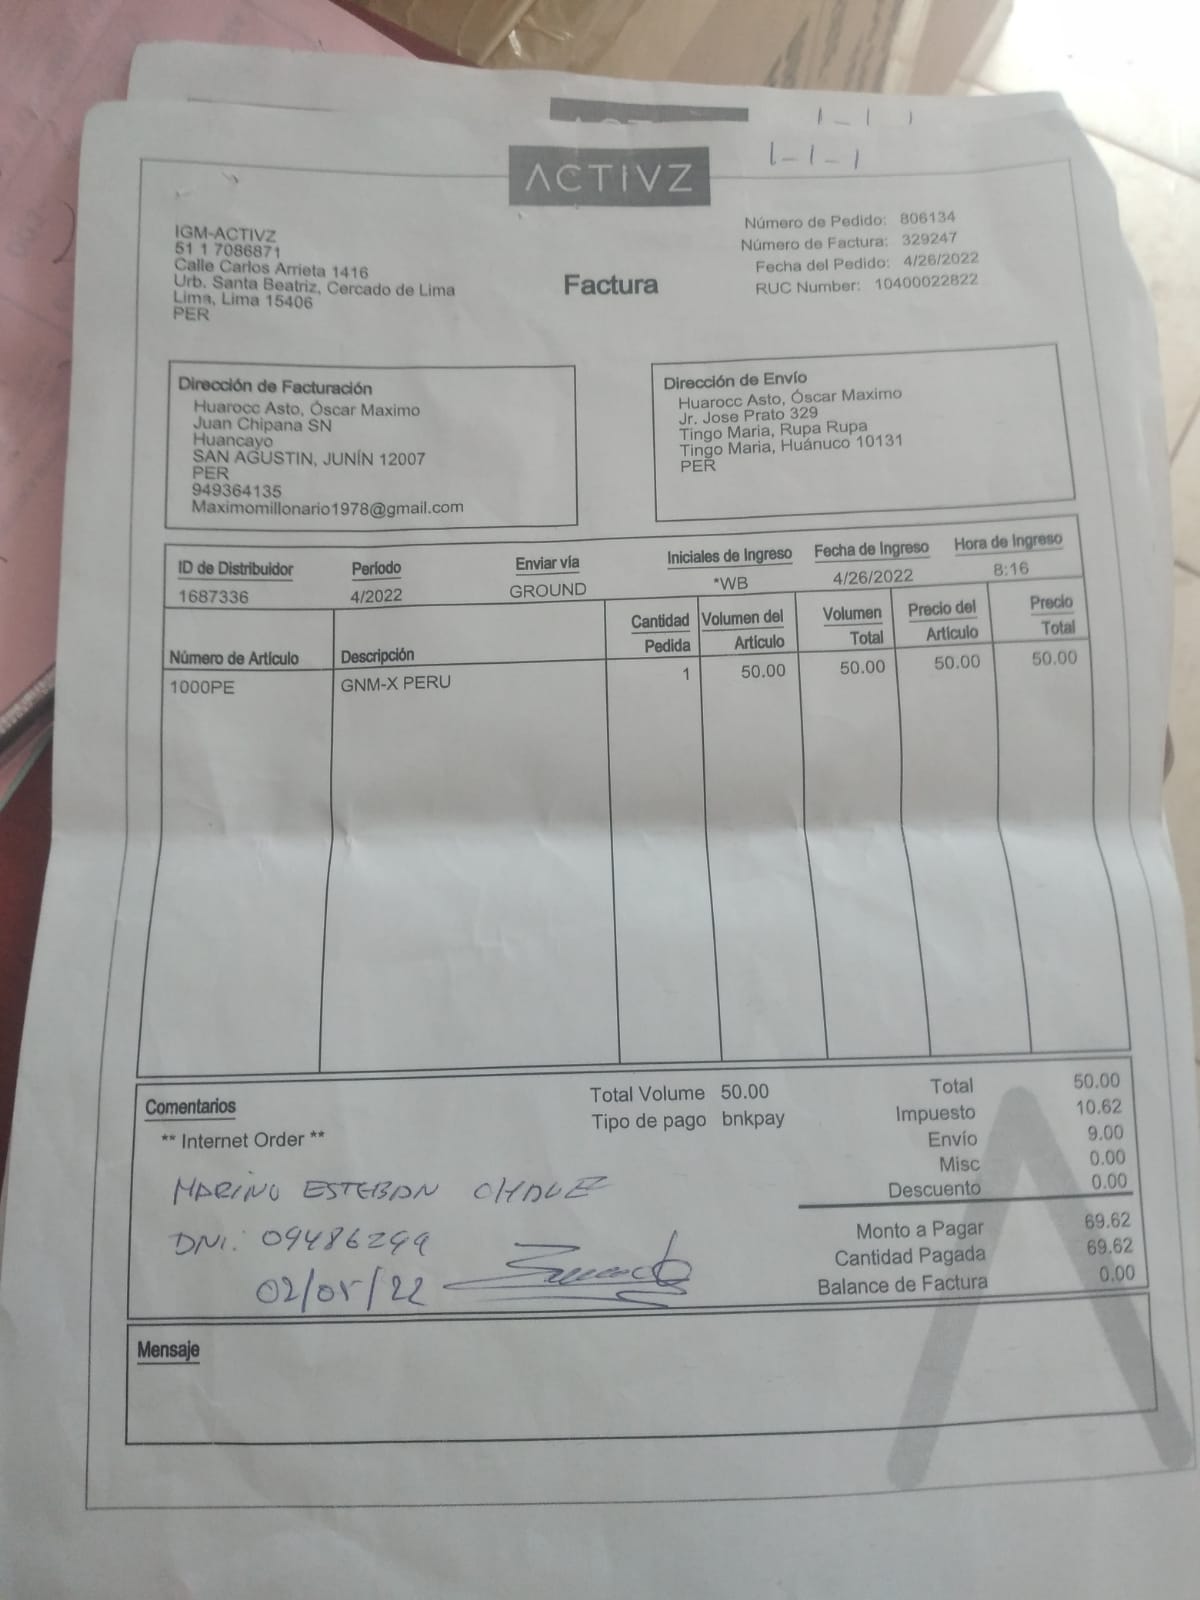 1-1-1
1-1-1
ACTIVZ
IGM-ACTIVZ
51 1 7086871
Calle Carlos Arrieta 1416
Urb. Santa Beatriz, Cercado de Lima
Lima, Lima 15406
PER
Factura
Número de Pedido: 806134
Número de Factura: 329247
Fecha del Pedido: 4/26/2022
RUC Number: 10400022822
Dirección de Facturación
Huarocc Asto, Óscar Maximo
Juan Chipana SN
Huancayo
SAN AGUSTIN, JUNÍN 12007
PER
949364135
Maximomillonario1978@gmail.com
Dirección de Envío
Huarocc Asto, Óscar Maximo
Jr. Jose Prato 329
Tingo Maria, Rupa Rupa
Tingo Maria, Huánuco 10131
PER
ID de Distribuidor Período Enviar vía Iniciales de Ingreso Fecha de Ingreso Hora de Ingreso
1687336 4/2022 GROUND *WB 4/26/2022 8:16
Número de Artículo Descripción Cantidad Pedida Volumen del Artículo Volumen Total Precio del Artículo Precio Total
1000PE GNM-X PERU 1 50.00 50.00 50.00 50.00
Comentarios
** Internet Order **
MARINO ESTEBAN CHAVEZ
DNI: 09486299
02/05/22
Total Volume 50.00
Tipo de pago bnkpay
Total 50.00
Impuesto 10.62
Envío 9.00
Misc 0.00
Descuento 0.00
Monto a Pagar 69.62
Cantidad Pagada 69.62
Balance de Factura 0.00
Mensaje